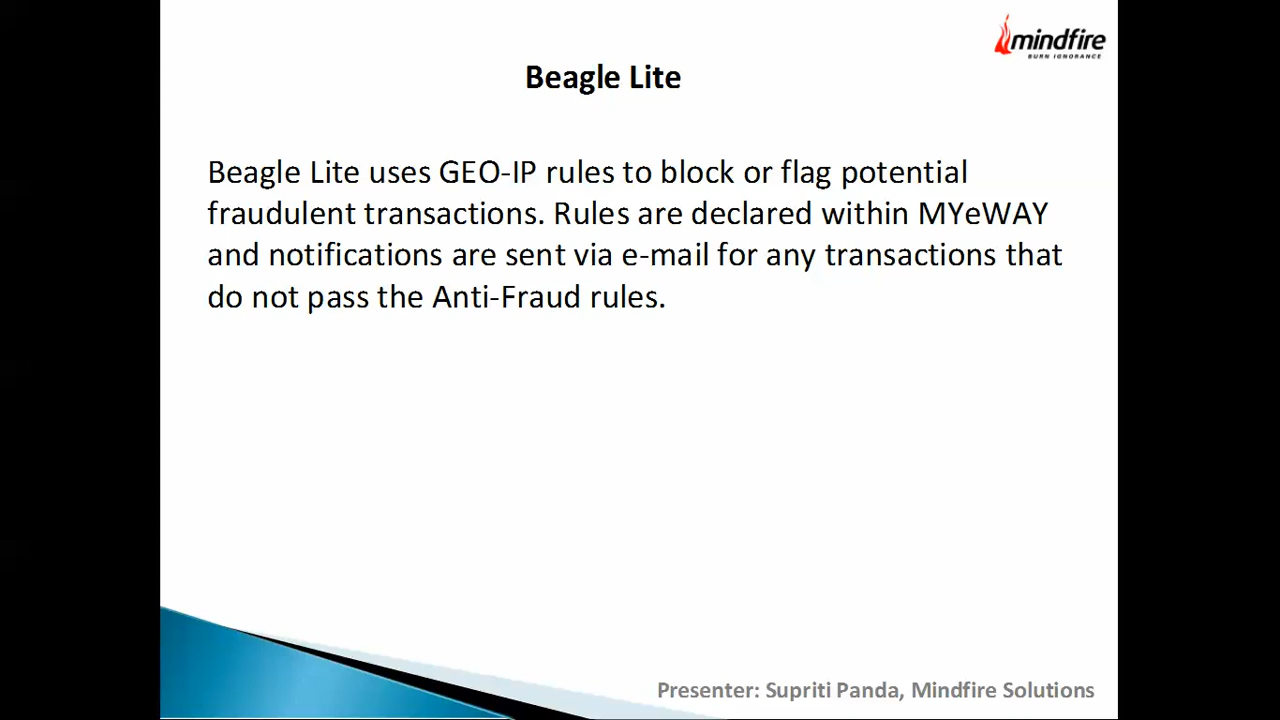 mindfire
BURN IGNORANCE
Beagle Lite
Beagle Lite uses GEO-IP rules to block or flag potential
fraudulent transactions. Rules are declared within MYeWAY
and notifications are sent via e-mail for any transactions that
do not pass the Anti-Fraud rules.
Presenter: Supriti Panda, Mindfire Solutions